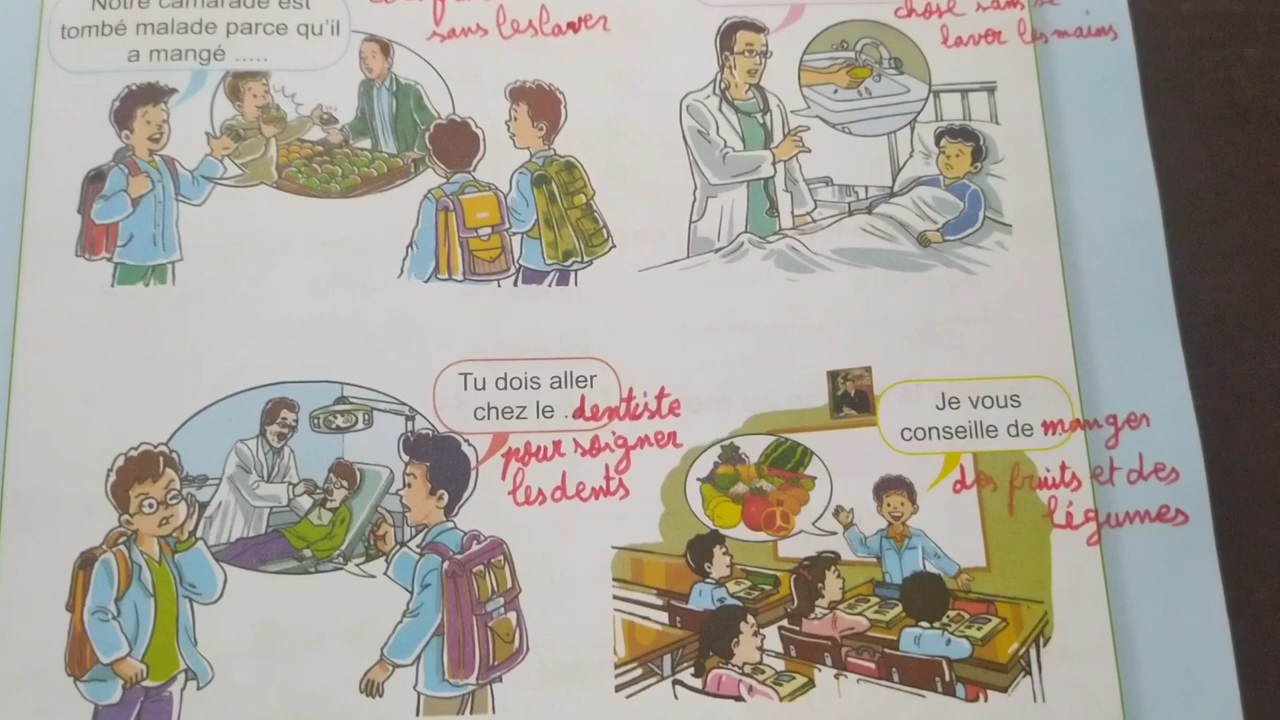 Notre camarade est
tombé malade parce qu'il
a mangé .....
sans les laver
chose sans se
laver les mains
Tu dois aller
chez le . dentiste
pour soigner
les dents
Je vous
conseille de manger
des fruits et des
légumes